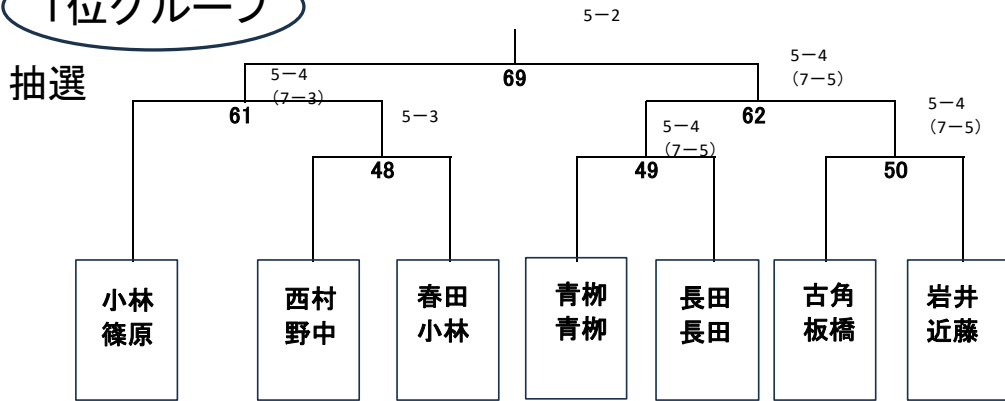 1位グループ
抽選
5－2
69
5－4
（7－3）
61
5－4
（7－5）
62
5－3
48
5－4
（7－5）
49
5－4
（7－5）
50
小林
篠原
西村
野中
春田
小林
青柳
青柳
長田
長田
古角
板橋
岩井
近藤